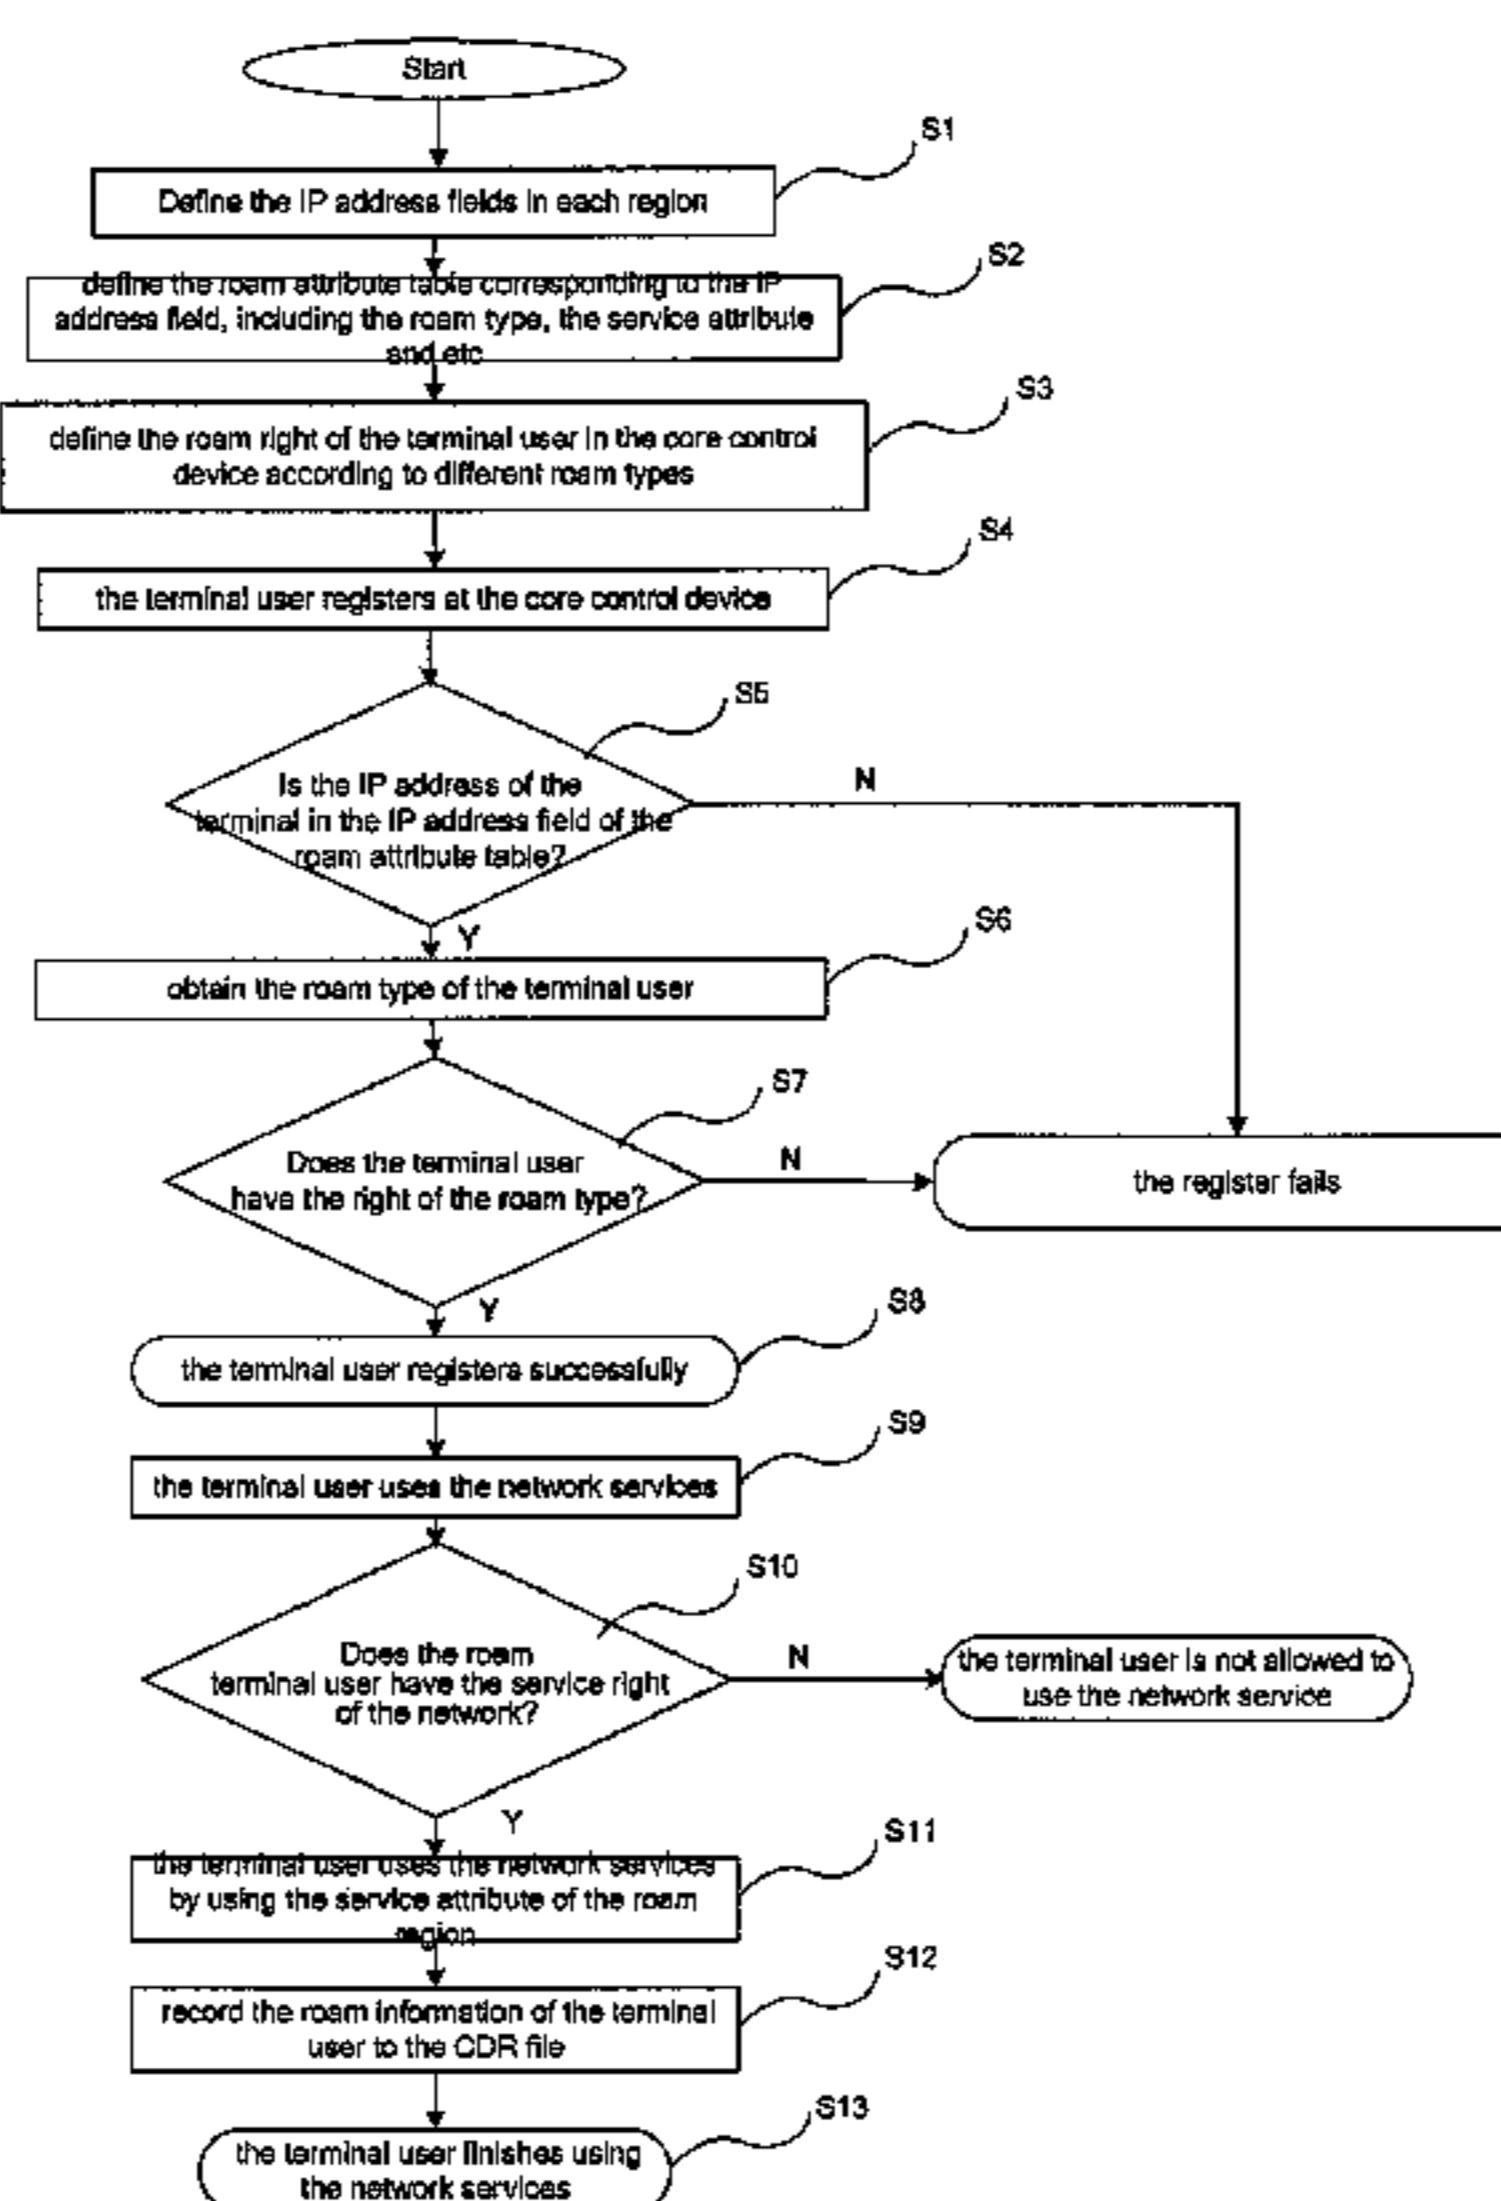 Start
S1
Define the IP address fields in each region
S2
define the roam attribute table corresponding to the IP
address field, including the roam type, the service attribute
and etc
S3
define the roam right of the terminal user in the core control
device according to different roam types
S4
the terminal user registers at the core control device
S5
Is the IP address of the
terminal in the IP address field of the
roam attribute table?
N
Y
S6
obtain the roam type of the terminal user
S7
Does the terminal user
have the right of the roam type?
N
the register fails
Y
S8
the terminal user registers successfully
S9
the terminal user uses the network services
S10
Does the roam
terminal user have the service right
of the network?
N
the terminal user is not allowed to
use the network service
Y
S11
the terminal user uses the network services
by using the service attribute of the roam
region
S12
record the roam information of the terminal
user to the CDR file
S13
the terminal user finishes using
the network services